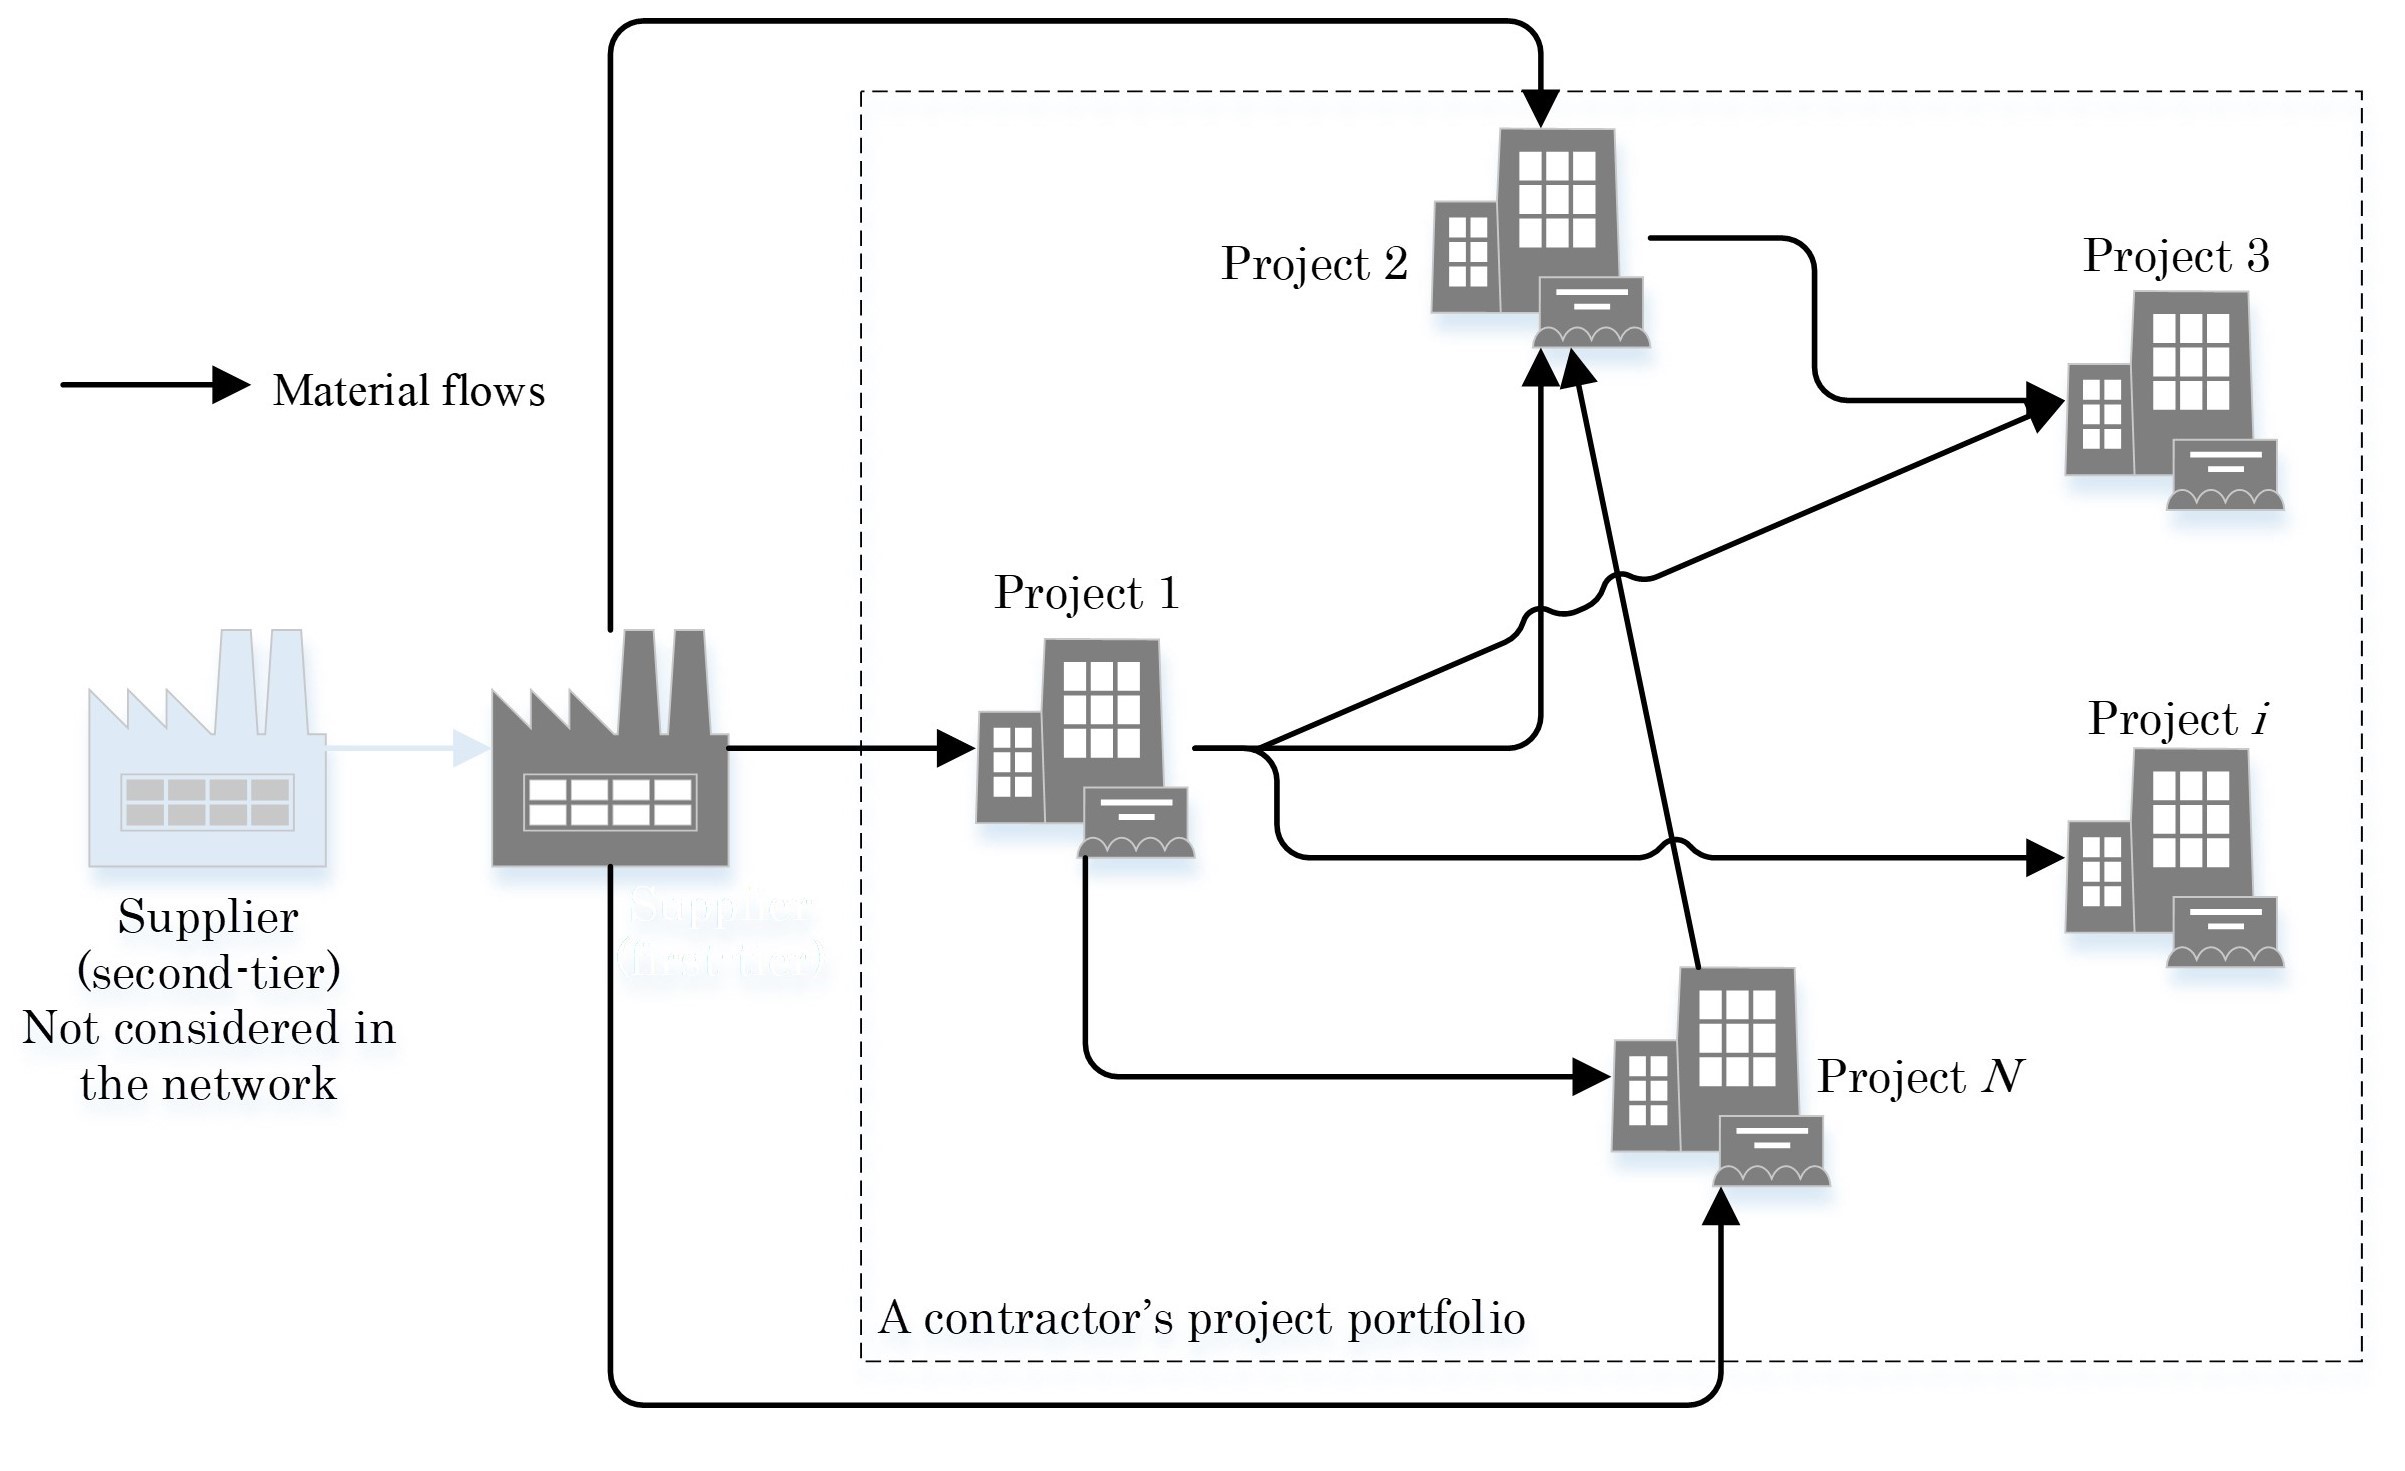 Project 2
Project 3
Material flows
Project 1
Project i
Supplier
(second-tier)
Not considered in
the network
Supplier
(first-tier)
Project N
A contractor’s project portfolio